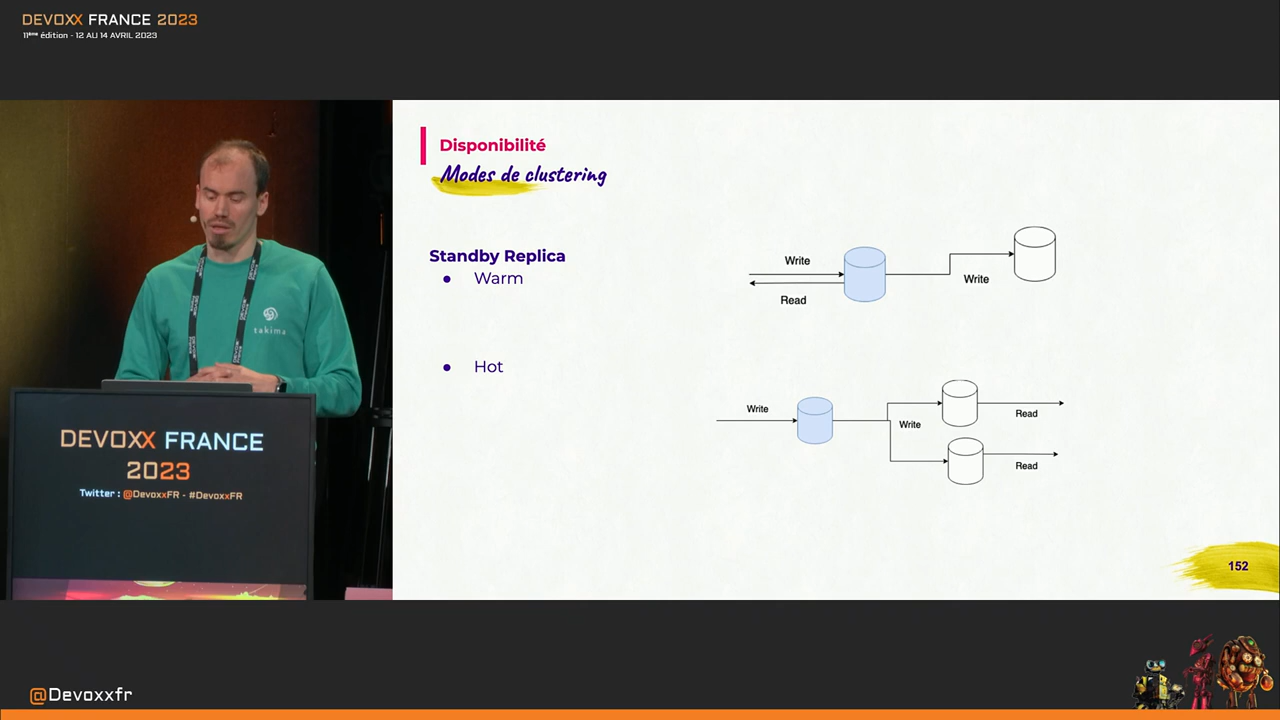 DEVOXX FRANCE 2023
11ème édition - 12 AU 14 AVRIL 2023
Disponibilité
Modes de clustering
Standby Replica
● Warm
Write
Read
Write
● Hot
Write
Write
Read
Read
152
takima
DEVOXX FRANCE
2023
Twitter : @DevoxxFR - #DevoxxFR
@Devoxxfr